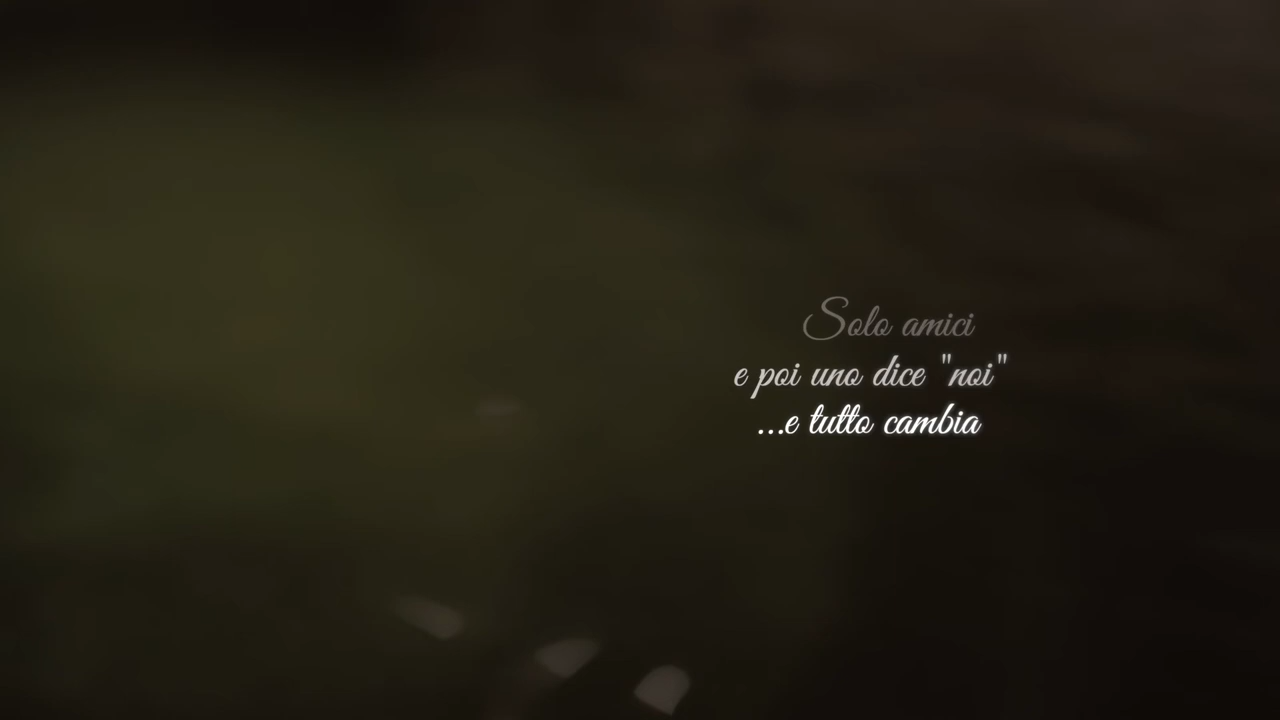 Solo amici
e poi uno dice "noi"
...e tutto cambia